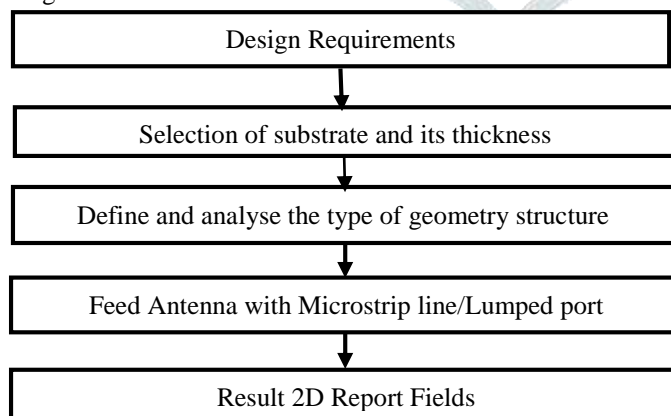 Design Requirements
Selection of substrate and its thickness
Define and analyse the type of geometry structure
Feed Antenna with Microstrip line/Lumped port
Result 2D Report Fields